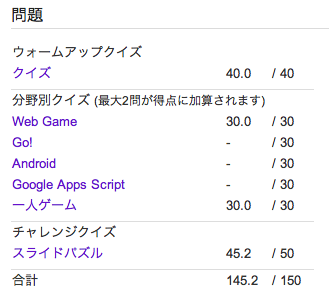 問題
ウォームアップクイズ
クイズ 40.0 / 40
分野別クイズ (最大2問が得点に加算されます)
Web Game 30.0 / 30
Go! - / 30
Android - / 30
Google Apps Script - / 30
一人ゲーム 30.0 / 30
チャレンジクイズ
スライドパズル 45.2 / 50
合計 145.2 / 150